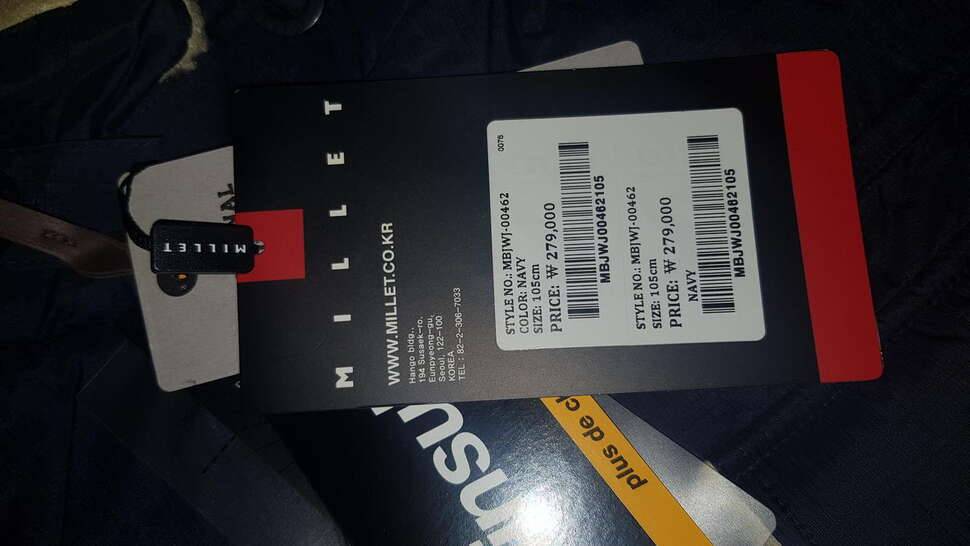 MILLET
MILLET
WWW.MILLET.CO.KR
Hango bldg.,
194 Susaek-ro,
Eunpyeong-gu,
Seoul, 122-100
KOREA
TEL : 82-2-306-7033
0076
STYLE NO.: MBJWJ-00462
COLOR: NAVY
SIZE: 105cm
PRICE: ₩ 279,000
MBJWJ00462105
STYLE NO.: MBJWJ-00462
SIZE: 105cm
PRICE: ₩ 279,000
NAVY
MBJWJ00462105
NAL
insu
plus de c